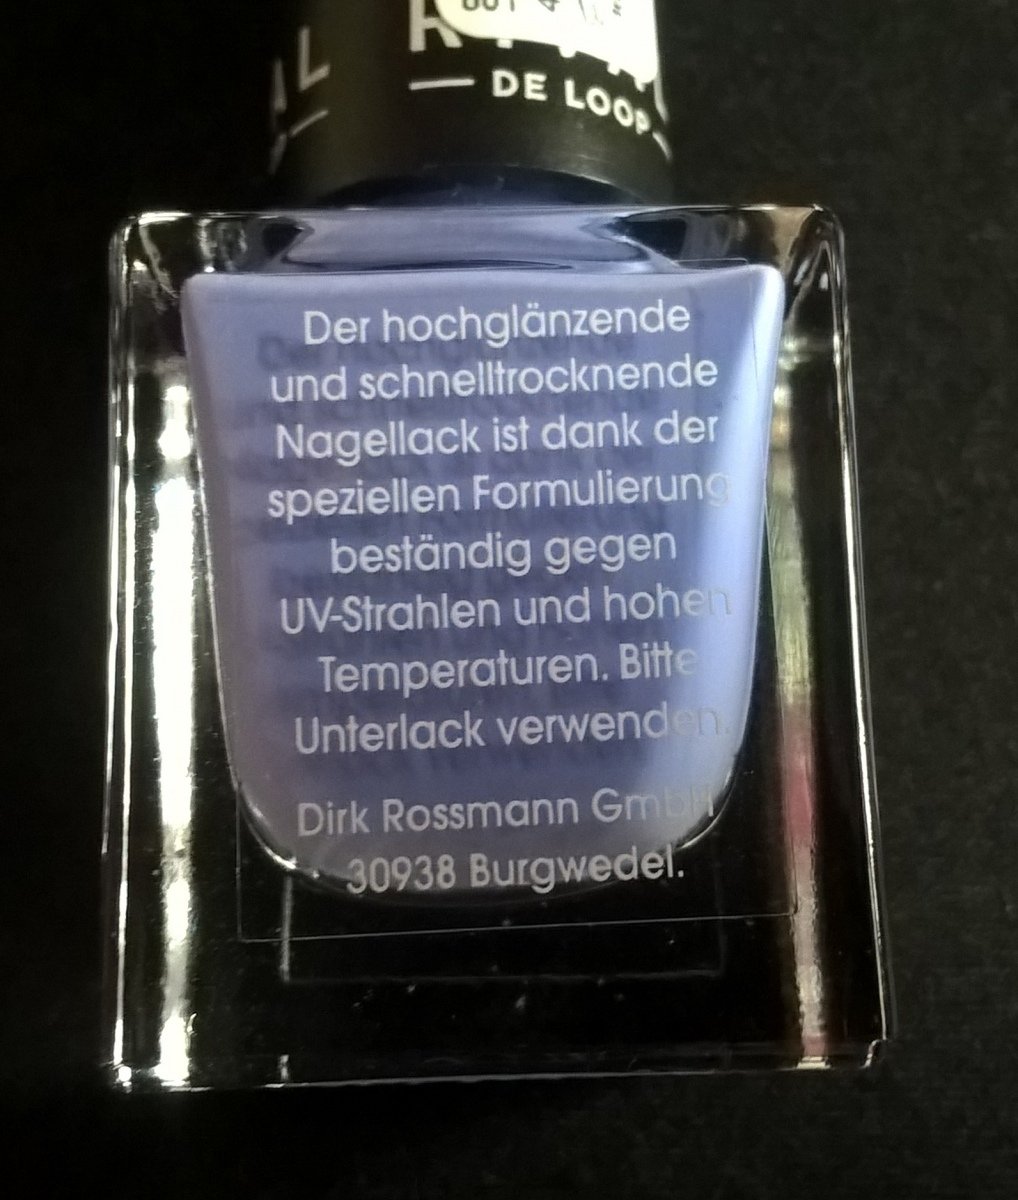 DE LOOP
Der hochglänzende
und schnelltrocknende
Nagellack ist dank der
speziellen Formulierung
beständig gegen
UV-Strahlen und hohen
Temperaturen. Bitte
Unterlack verwenden.
Dirk Rossmann GmbH
30938 Burgwedel.